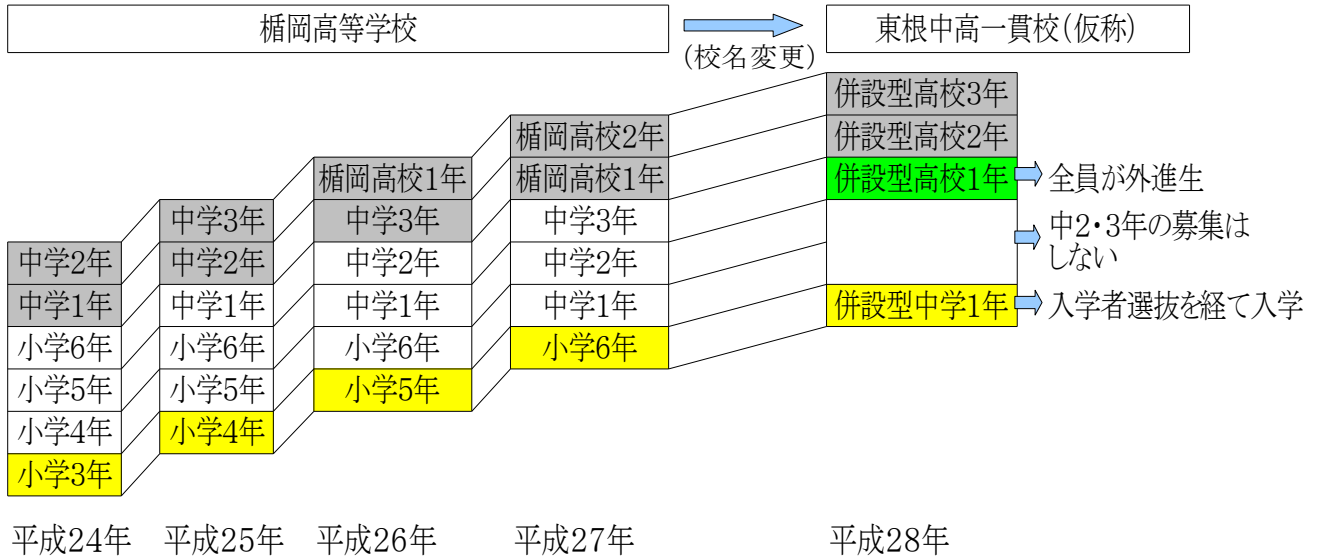 楯岡高等学校
東根中高一貫校(仮称)
(校名変更)
中学2年
中学1年
小学6年
小学5年
小学4年
小学3年
平成24年
中学3年
中学2年
中学1年
小学6年
小学5年
小学4年
平成25年
楯岡高校1年
中学3年
中学2年
中学1年
小学6年
小学5年
平成26年
楯岡高校2年
楯岡高校1年
中学3年
中学2年
中学1年
小学6年
平成27年
併設型高校3年
併設型高校2年
併設型高校1年
全員が外進生
中2・3年の募集は
しない
併設型中学1年
入学者選抜を経て入学
平成28年